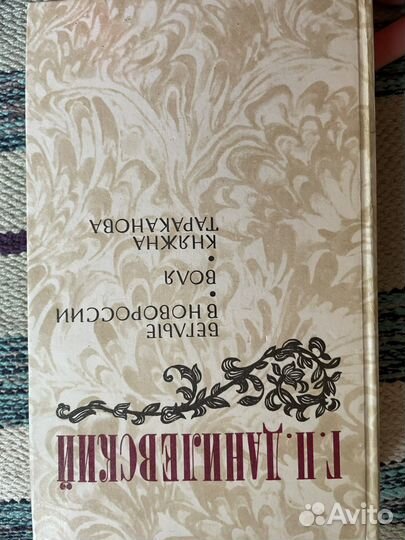 Г.П. ДАНИЛЕВСКИЙ
БЕГЛЫЕ
В НОВОРОССИИ
• ВОЛЯ •
КНЯЖНА
ТАРАКАНОВА
Avito